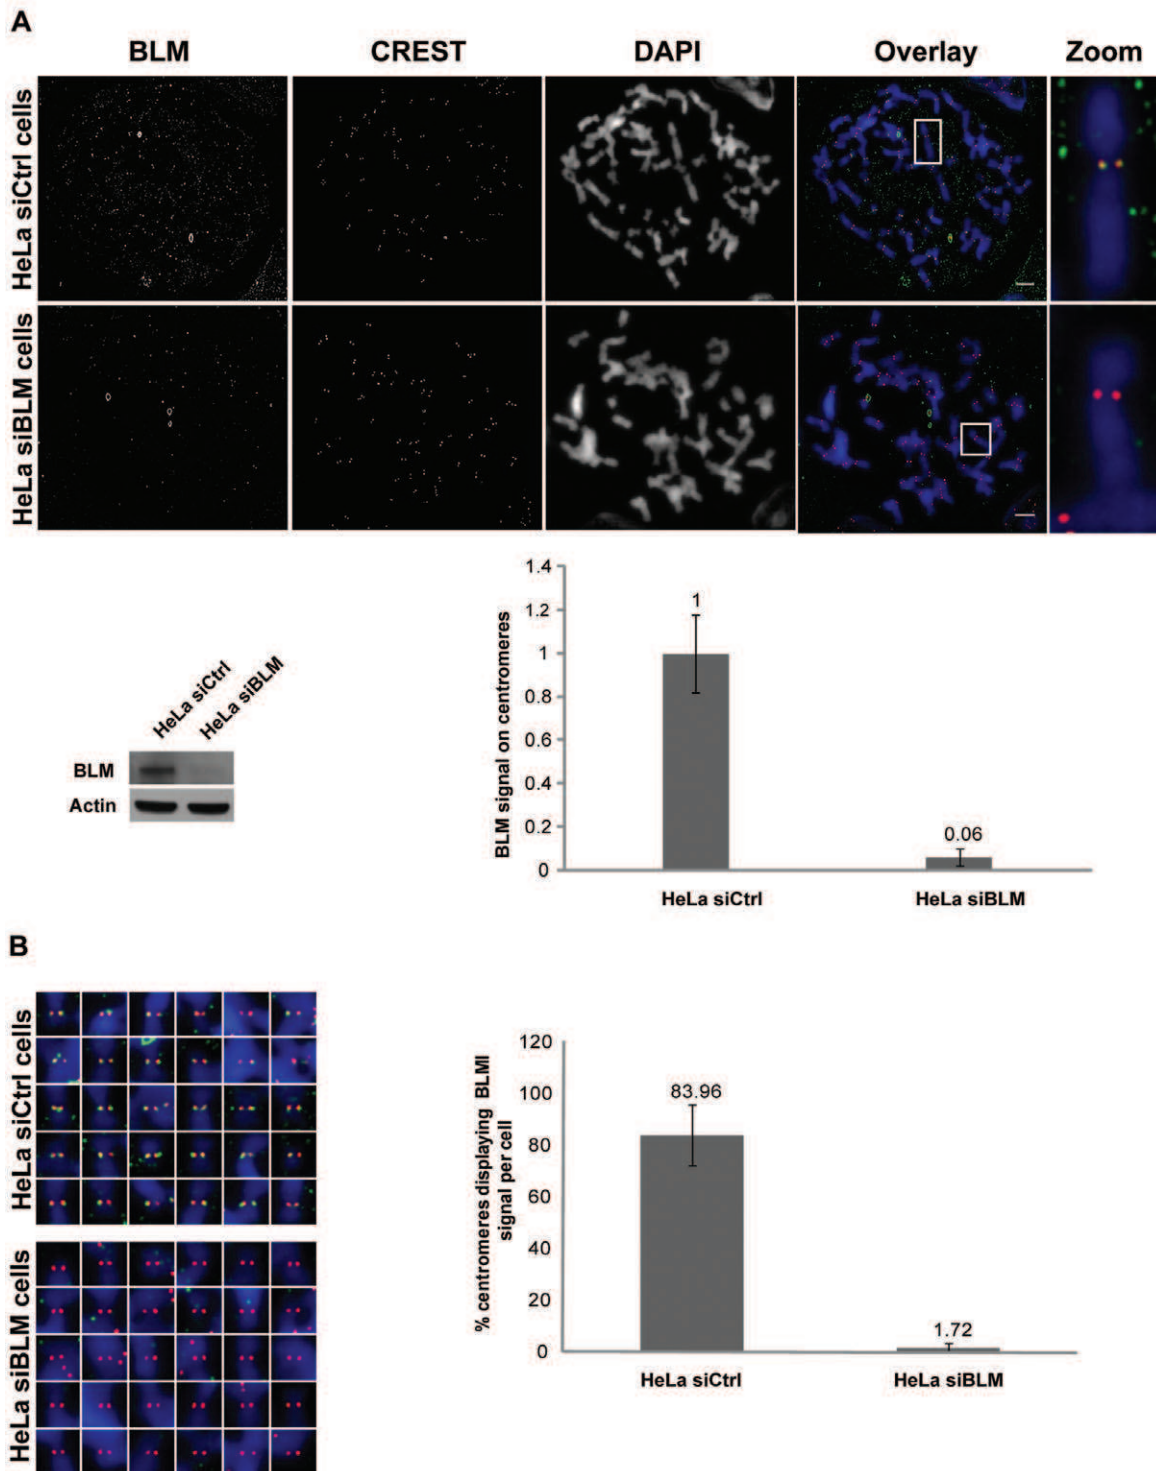 A
BLM CREST DAPI Overlay Zoom
HeLa siCtrl cells
HeLa siBLM cells
HeLa siCtrl
HeLa siBLM
BLM
Actin
BLM signal on centromeres
1.4
1.2
1
0.8
0.6
0.4
0.2
0
1
0.06
HeLa siCtrl HeLa siBLM
B
HeLa siCtrl cells
HeLa siBLM cells
% centromeres displaying BLMI
signal per cell
120
100
80
60
40
20
0
83.96
1.72
HeLa siCtrl HeLa siBLM